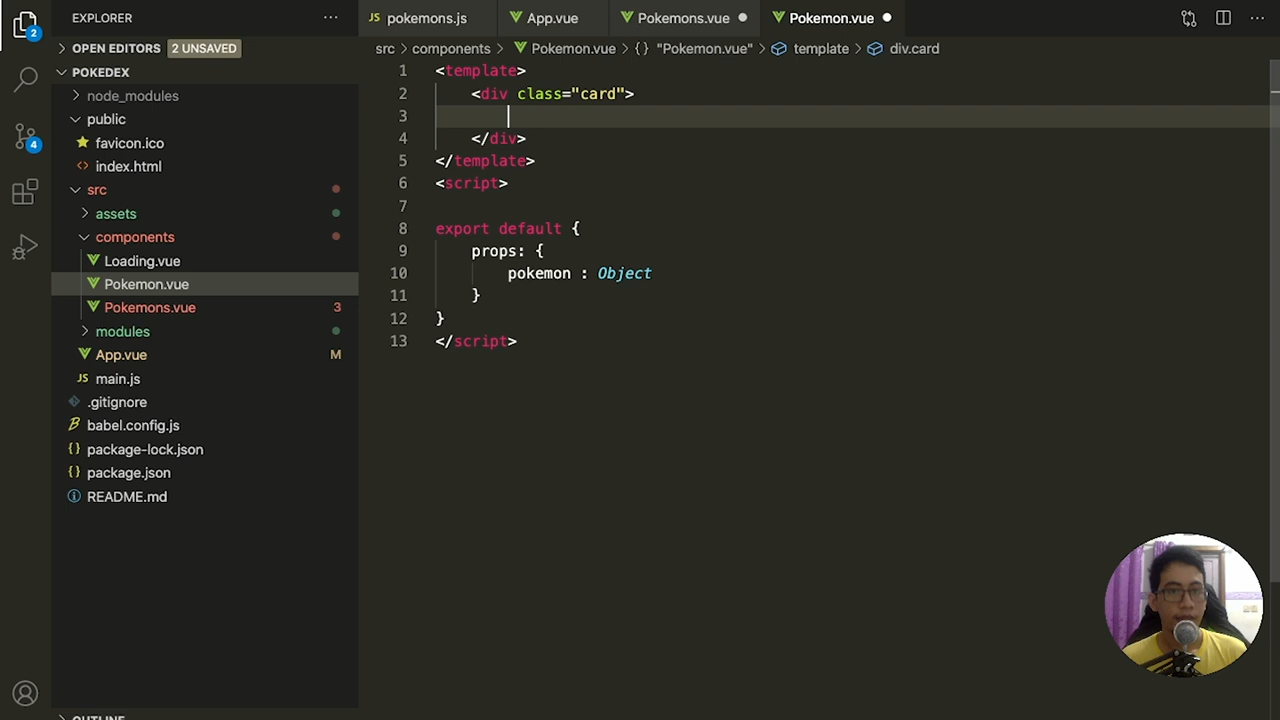 EXPLORER
pokemons.js
App.vue
Pokemons.vue
Pokemon.vue
OPEN EDITORS
2 UNSAVED
src
components
Pokemon.vue
{ } "Pokemon.vue"
template
div.card
POKEDEX
node_modules
public
favicon.ico
index.html
src
assets
components
Loading.vue
Pokemon.vue
Pokemons.vue 3
modules
App.vue M
JS main.js
.gitignore
babel.config.js
package-lock.json
package.json
README.md
1 <template>
2 <div class="card">
3
4 </div>
5 </template>
6 <script>
7
8 export default {
9 props: {
10 pokemon : Object
11 }
12 }
13 </script>
2
4
OUTLINE